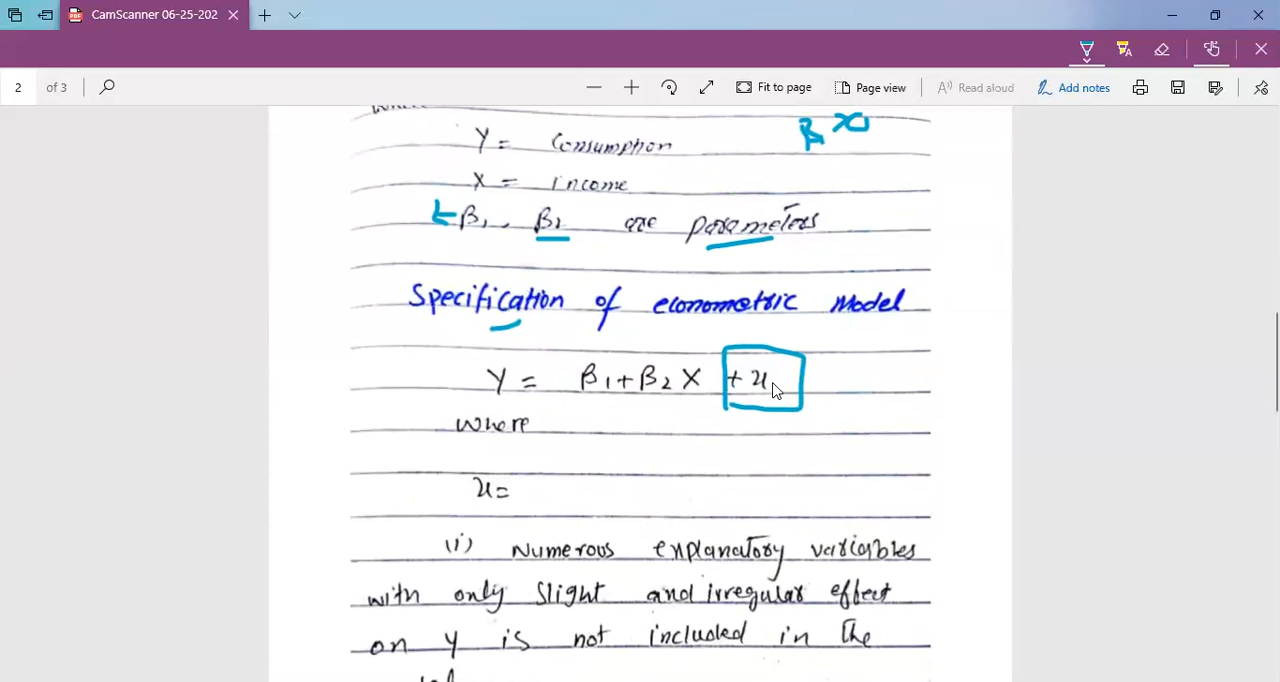 CamScanner 06-25-202
2 of 3
Fit to page
Page view
Read aloud
Add notes
Y = Consumption
X = income
β1, β2 are parameters
Specification of econometric Model
Y = β1 + β2 X + u
where
u =
(i) Numerous explanatory variables
with only slight and irregular effect
on Y is not included in the